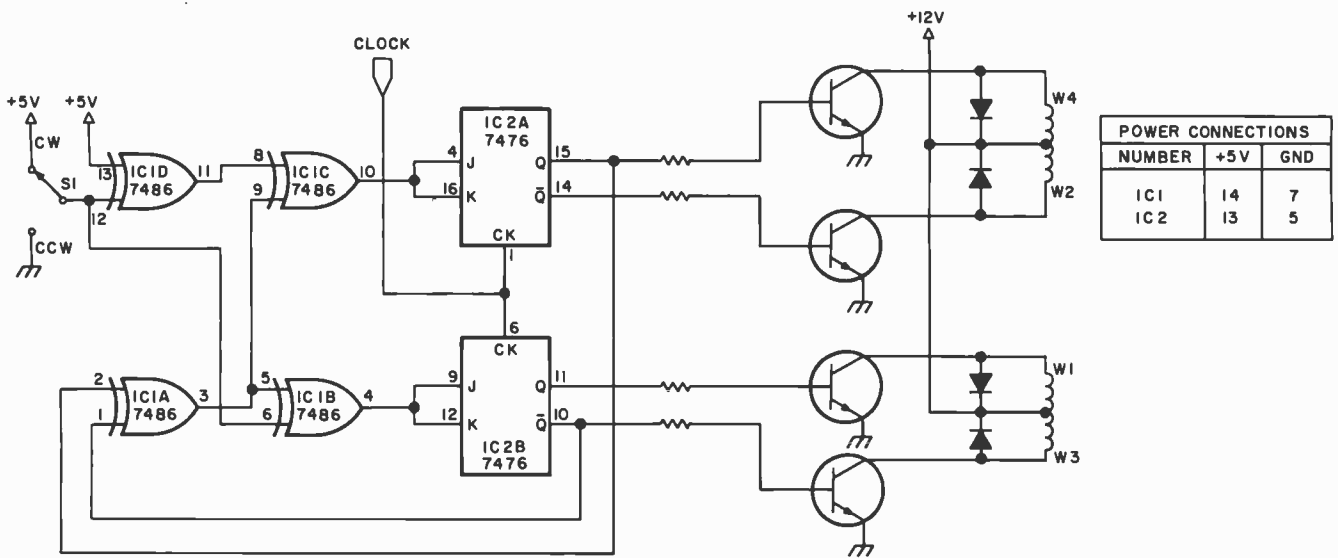 +12V
CLOCK
+5V +5V
CW
S1
CCW
13
12
IC1D
7486
11
8
9
IC1C
7486
10
IC2A
7476
4
J
16
K
Q
15
Q̅
14
CK
1
6
CK
2
1
IC1A
7486
3
5
6
IC1B
7486
4
9
J
12
K
Q
11
Q̅
10
IC2B
7476
W4
W2
W1
W3
POWER CONNECTIONS
NUMBER +5V GND
IC1 14 7
IC2 13 5